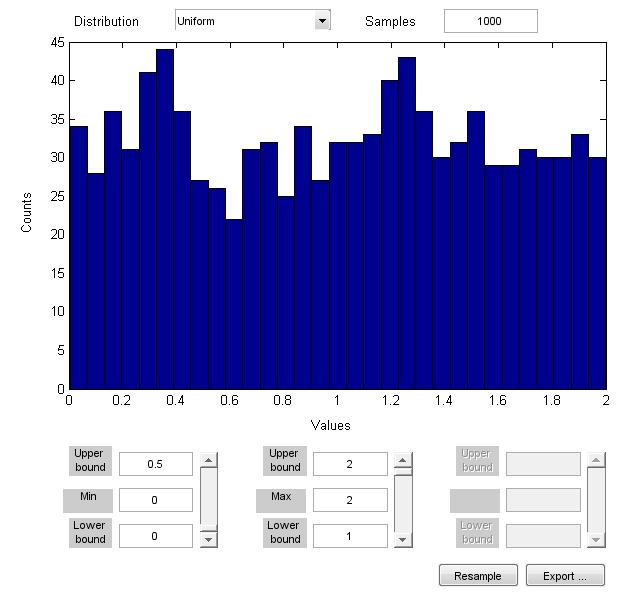 Distribution Uniform Samples 1000
45
40
35
30
25
20
15
10
5
0
Counts
0 0.2 0.4 0.6 0.8 1 1.2 1.4 1.6 1.8 2
Values
Upper bound 0.5 Upper bound 2 Upper bound
Min 0 Max 2
Lower bound 0 Lower bound 1 Lower bound
Resample Export ...